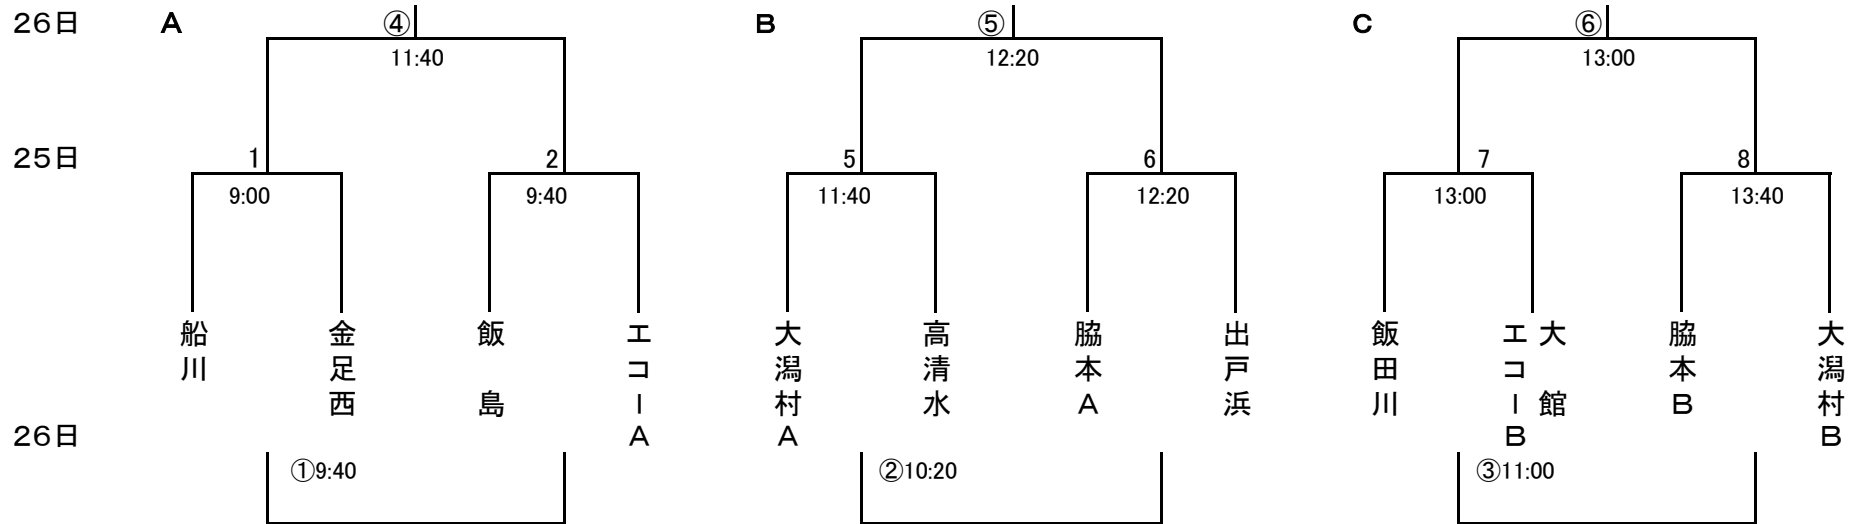 26日 A ④ B ⑤ C ⑥
11:40 12:20 13:00
25日 1 2 5 6 7 8
9:00 9:40 11:40 12:20 13:00 13:40
船川
金足西
飯島
エコーA
大潟村A
高清水
脇本A
出戸浜
飯田川
エコーB
大館
脇本B
大潟村B
26日
①9:40 ②10:20 ③11:00